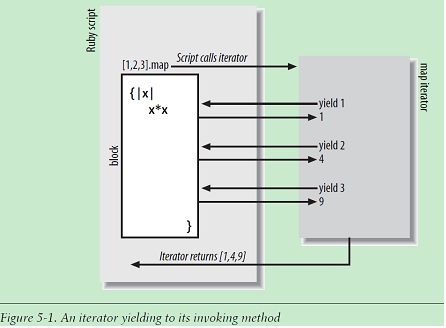 Ruby script
[1,2,3].map
Script calls iterator
map iterator
block
{|x|
x*x
}
yield 1
1
yield 2
4
yield 3
9
Iterator returns [1,4,9]
Figure 5-1. An iterator yielding to its invoking method